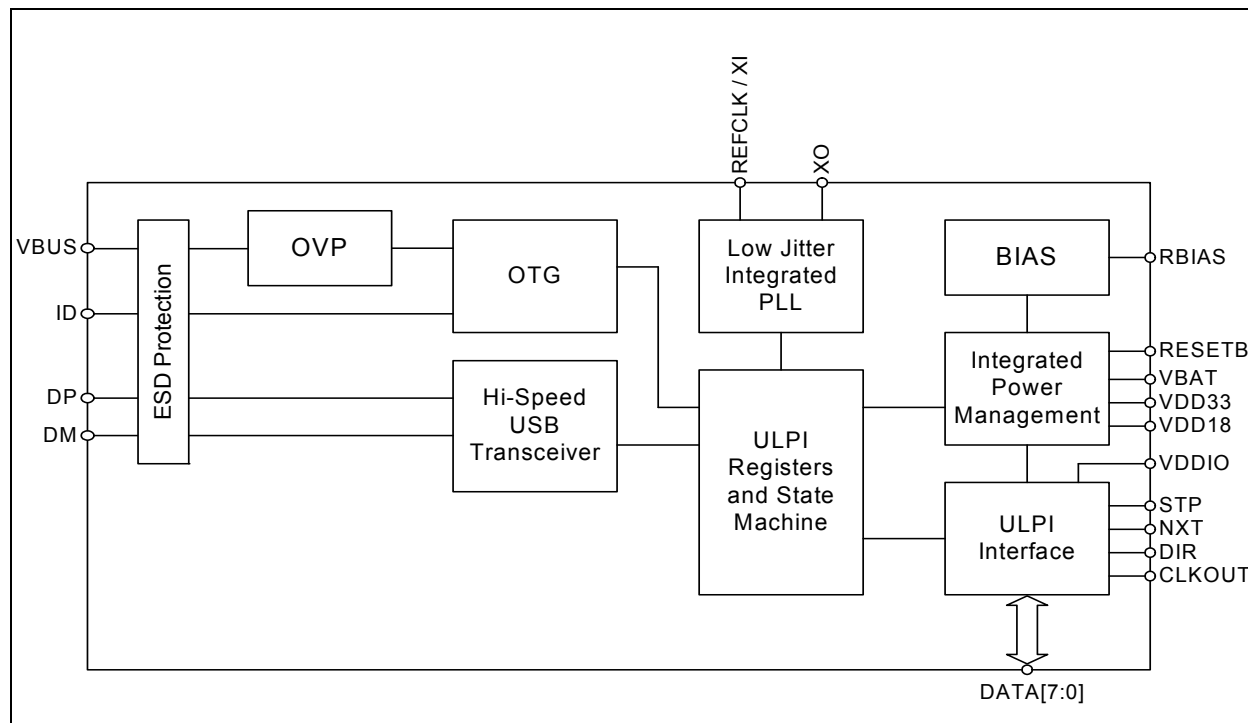 REFCLK / XI
XO
VBUS
ID
DP
DM
ESD Protection
OVP
OTG
Hi-Speed
USB
Transceiver
Low Jitter
Integrated
PLL
ULPI
Registers
and State
Machine
BIAS
Integrated
Power
Management
ULPI
Interface
RBIAS
RESETB
VBAT
VDD33
VDD18
VDDIO
STP
NXT
DIR
CLKOUT
DATA[7:0]